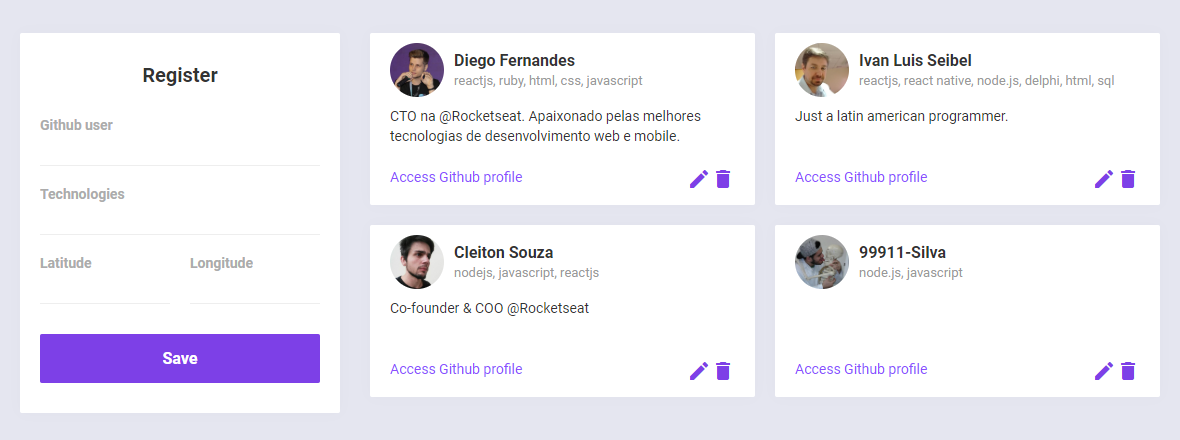 Register
Github user
Technologies
Latitude Longitude
Save
Diego Fernandes
reactjs, ruby, html, css, javascript
CTO na @Rocketseat. Apaixonado pelas melhores
tecnologias de desenvolvimento web e mobile.
Access Github profile
Ivan Luis Seibel
reactjs, react native, node.js, delphi, html, sql
Just a latin american programmer.
Access Github profile
Cleiton Souza
nodejs, javascript, reactjs
Co-founder & COO @Rocketseat
Access Github profile
99911-Silva
node.js, javascript
Access Github profile